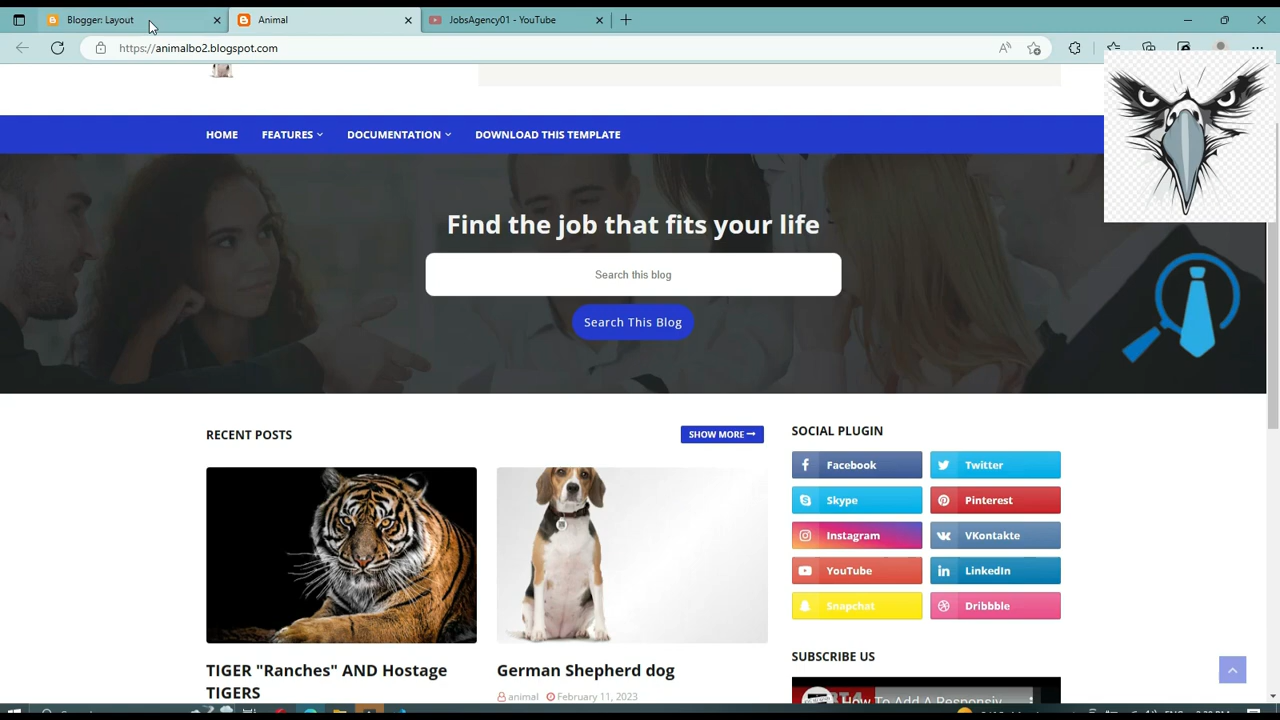 Blogger: Layout
Animal
JobsAgency01 - YouTube
https://animalbo2.blogspot.com
HOME
FEATURES
DOCUMENTATION
DOWNLOAD THIS TEMPLATE
Find the job that fits your life
Search this blog
Search This Blog
RECENT POSTS
SHOW MORE
SOCIAL PLUGIN
Facebook
Twitter
Skype
Pinterest
Instagram
VKontakte
YouTube
LinkedIn
Snapchat
Dribbble
TIGER "Ranches" AND Hostage
TIGERS
German Shepherd dog
animal
February 11, 2023
SUBSCRIBE US
How To Add A Responsiv